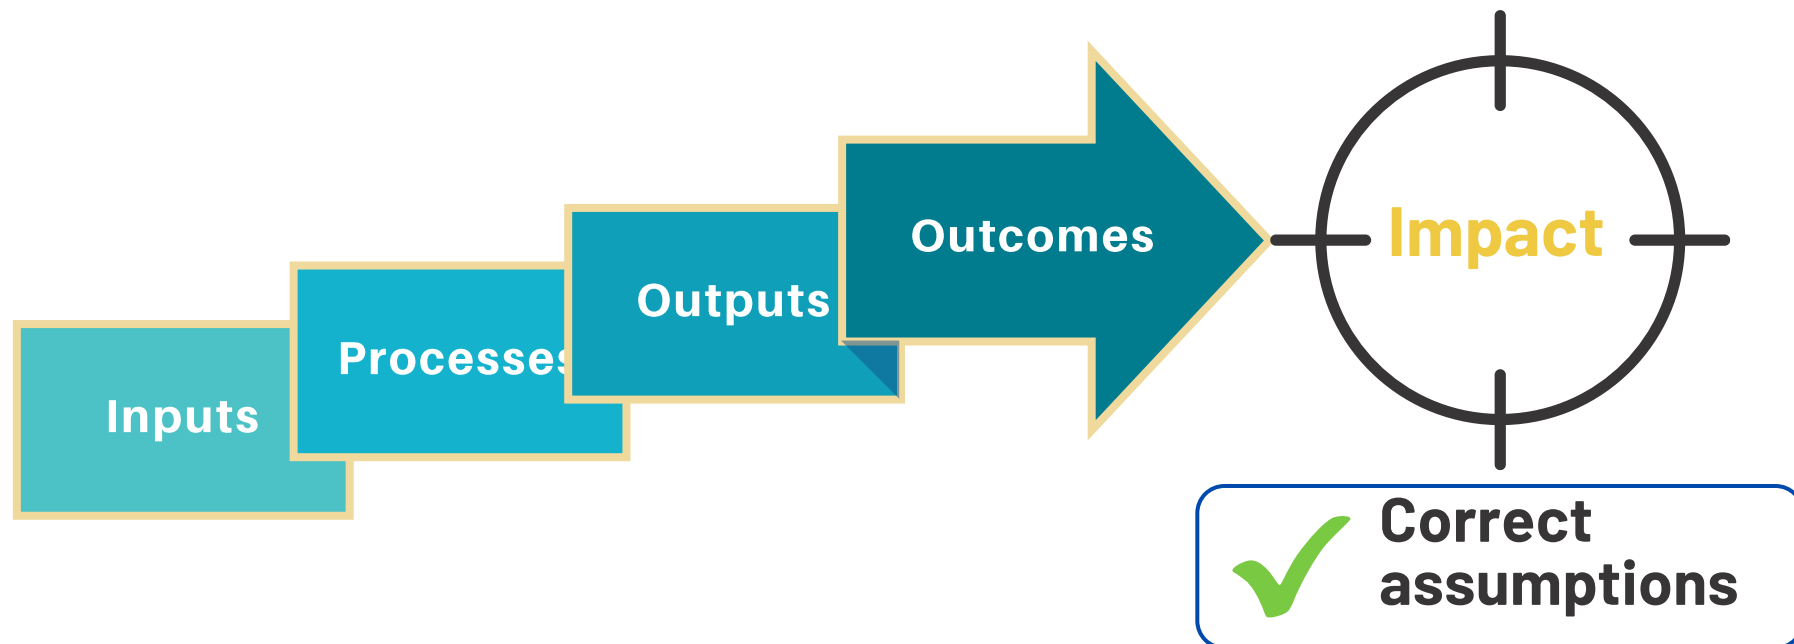 Inputs
Processes
Outputs
Outcomes
Impact
Correct
assumptions